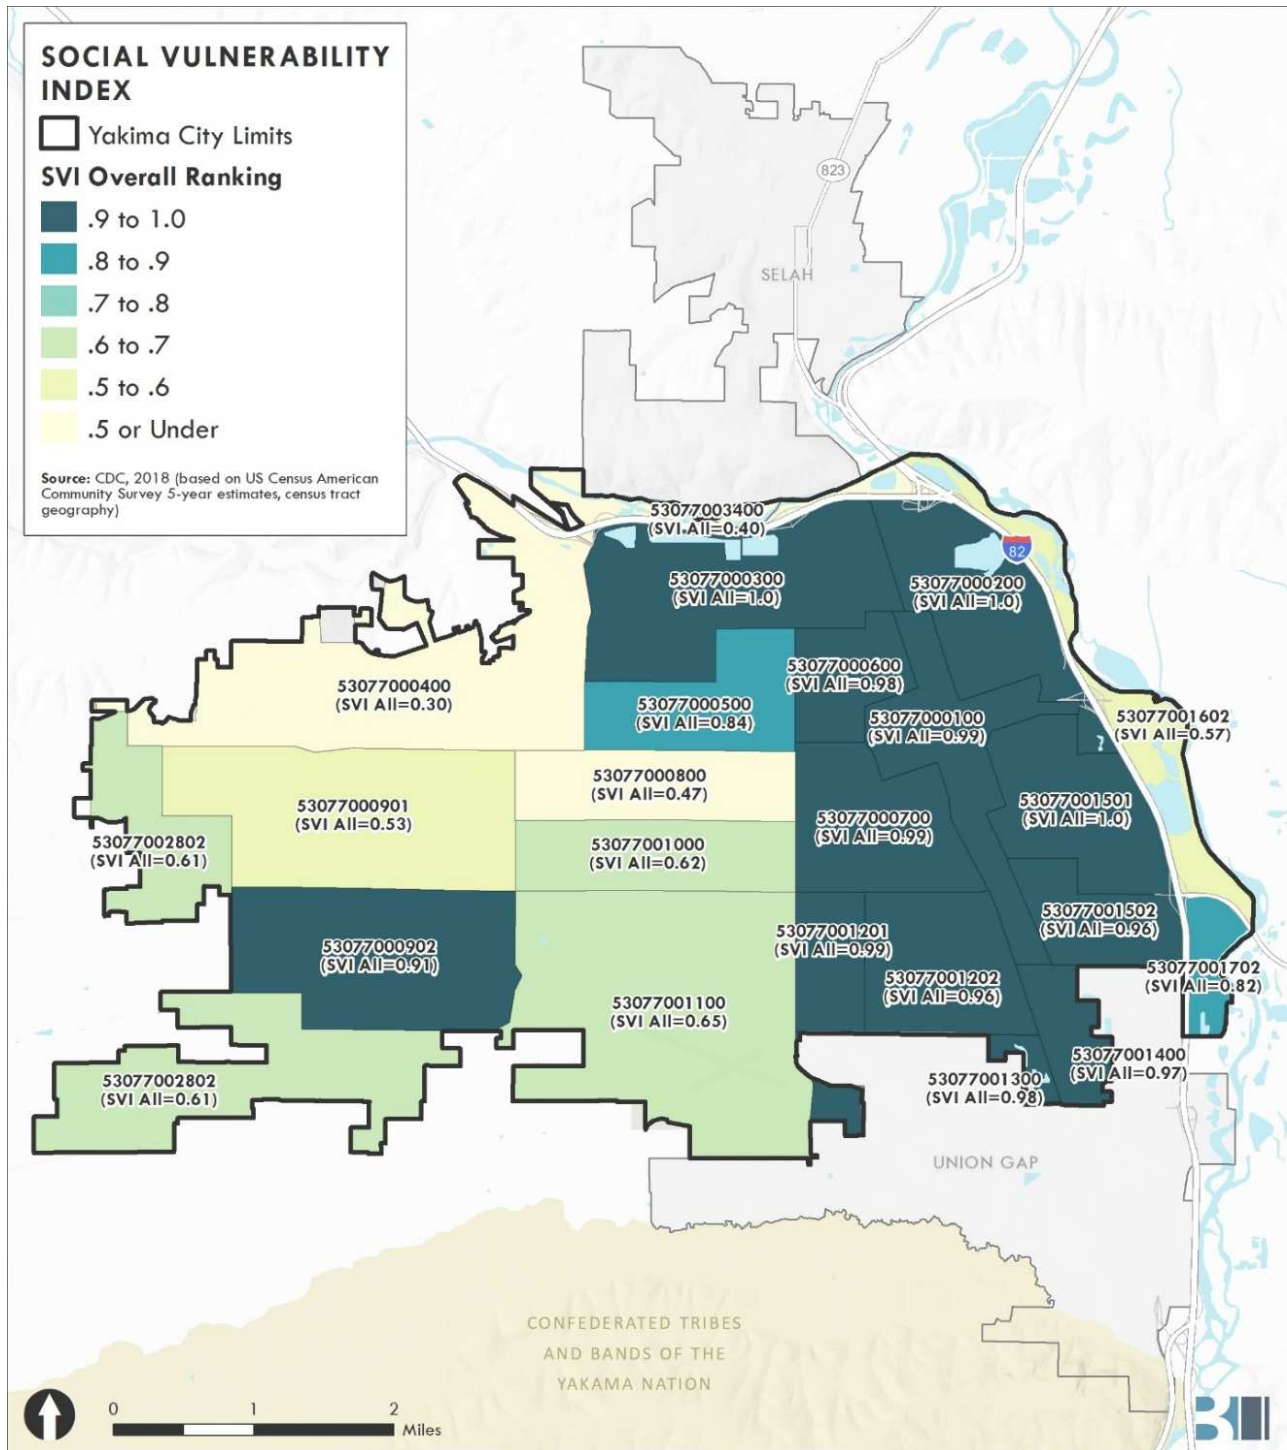 SOCIAL VULNERABILITY
INDEX
Yakima City Limits
SVI Overall Ranking
.9 to 1.0
.8 to .9
.7 to .8
.6 to .7
.5 to .6
.5 or Under
Source: CDC, 2018 (based on US Census American
Community Survey 5-year estimates, census tract
geography)
823
SELAH
53077003400
(SVI All=0.40)
82
53077000300
(SVI All=1.0)
53077000200
(SVI All=1.0)
53077000600
(SVI All=0.98)
53077000400
(SVI All=0.30)
53077000500
(SVI All=0.84)
53077000100
(SVI All=0.99)
53077001602
(SVI All=0.57)
53077000800
(SVI All=0.47)
53077000901
(SVI All=0.53)
53077001501
(SVI All=1.0)
53077000700
(SVI All=0.99)
53077002802
(SVI All=0.61)
53077001000
(SVI All=0.62)
53077001502
(SVI All=0.96)
53077001201
(SVI All=0.99)
53077000902
(SVI All=0.91)
53077001702
(SVI All=0.82)
53077001202
(SVI All=0.96)
53077001100
(SVI All=0.65)
53077001400
(SVI All=0.97)
53077002802
(SVI All=0.61)
53077001300
(SVI All=0.98)
UNION GAP
CONFEDERATED TRIBES
AND BANDS OF THE
YAKAMA NATION
0 1 2
Miles